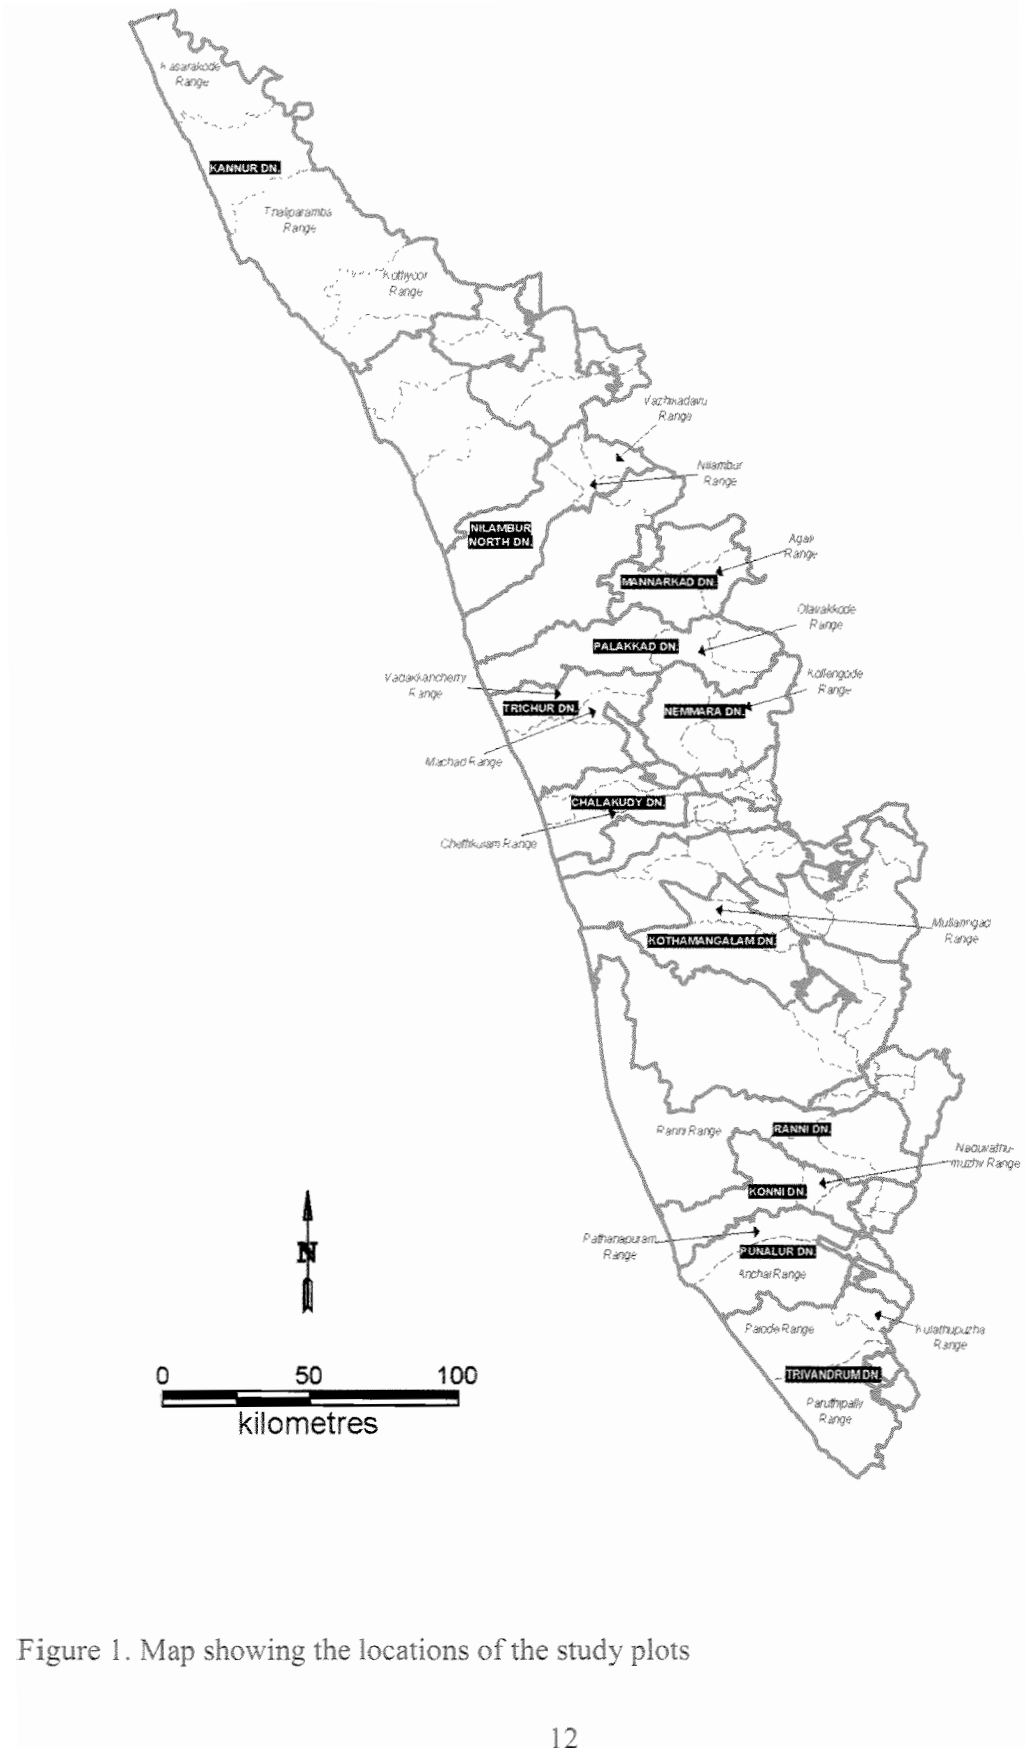 Kasarakode
Range
KANNUR DN.
Thaliparamba
Range
Kottiyoor
Range
Vazhikadavu
Range
Nilambur
Range
NILAMBUR
NORTH DN.
Agali
Range
MANNARKAD DN.
Olavakkode
Range
PALAKKAD DN.
Vadakkancherry
Range
Kollengode
Range
TRICHUR DN.
NEMMARA DN.
Machad Range
CHALAKUDY DN.
Chettikulam Range
Mullaringad
Range
KOTHAMANGALAM DN.
Ranni Range
RANNI DN.
Naduvathu-
muzhi Range
KONNI DN.
Pathanapuram
Range
PUNALUR DN.
Anchal Range
Palode Range
Kulathupuzha
Range
TRIVANDRUM DN.
Paruthipally
Range
N
0 50 100
kilometres
Figure 1. Map showing the locations of the study plots
12